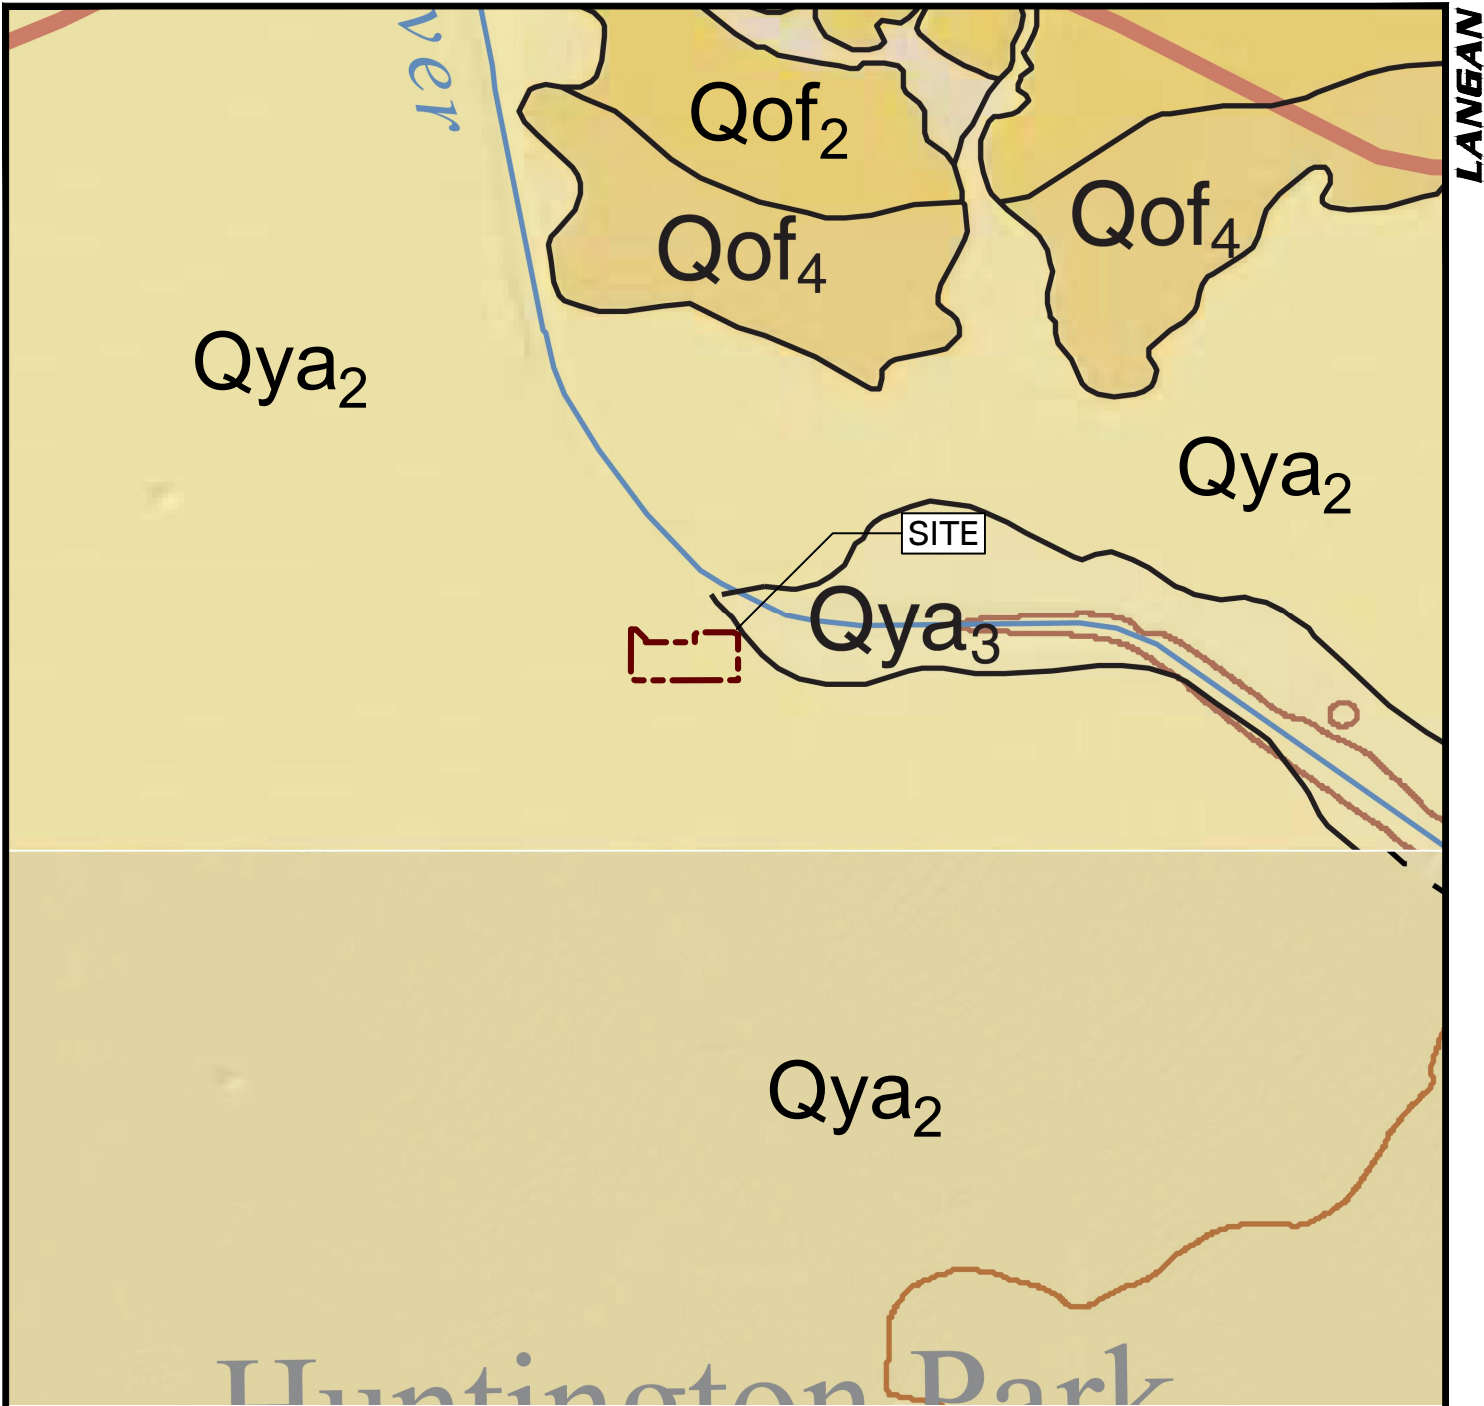 ver
LANGAN
Qof₂
Qof₄
Qof₄
Qya₂
Qya₂
SITE
Qya₃
Qya₂
Huntington Park